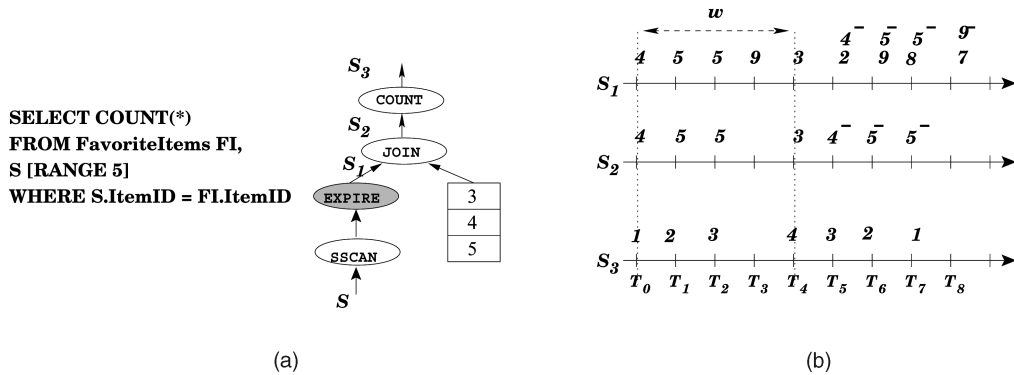 SELECT COUNT(*)
FROM FavoriteItems FI,
S [RANGE 5]
WHERE S.ItemID = FI.ItemID
S3
COUNT
S2
JOIN
S1
EXPIRE
3
4
5
SSCAN
S
(a)
w
4⁻ 5⁻ 5⁻ 9⁻
4 5 5 9 3 2 9 8 7
S1
4 5 5 3 4⁻ 5⁻ 5⁻
S2
1 2 3 4 3 2 1
S3
T0 T1 T2 T3 T4 T5 T6 T7 T8
(b)